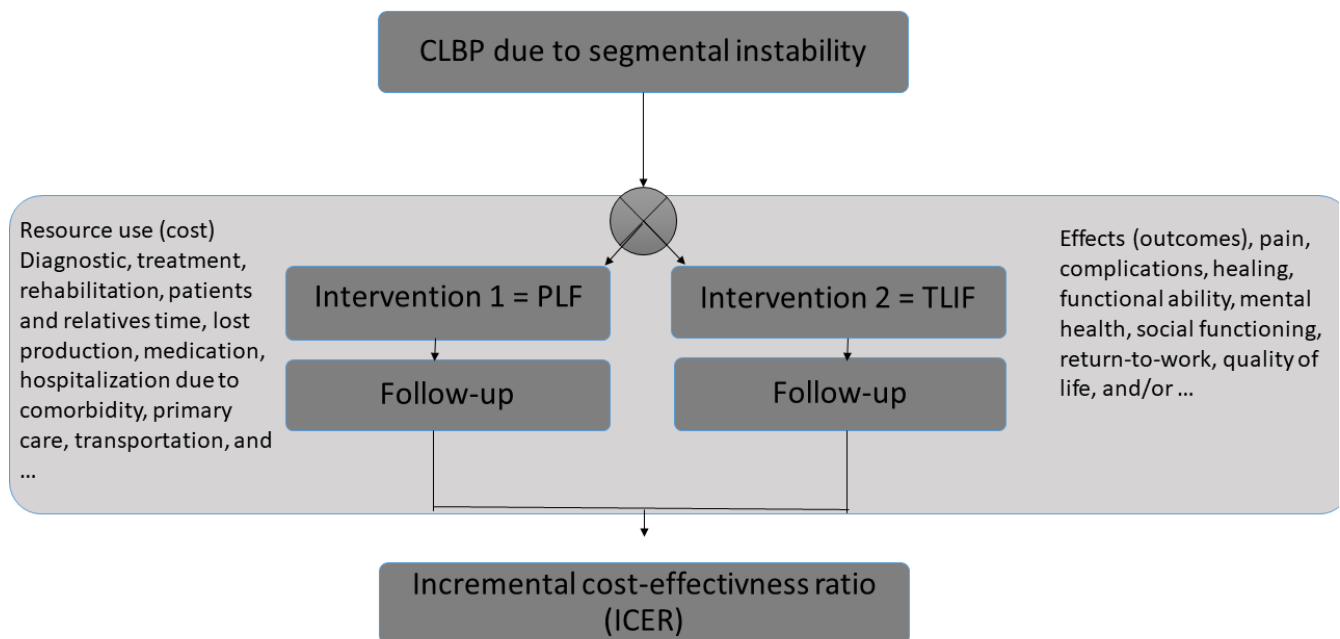 CLBP due to segmental instability
Resource use (cost)
Diagnostic, treatment,
rehabilitation, patients
and relatives time, lost
production, medication,
hospitalization due to
comorbidity, primary
care, transportation, and
...
Intervention 1 = PLF
Follow-up
Intervention 2 = TLIF
Follow-up
Effects (outcomes), pain,
complications, healing,
functional ability, mental
health, social functioning,
return-to-work, quality of
life, and/or ...
Incremental cost-effectivness ratio
(ICER)